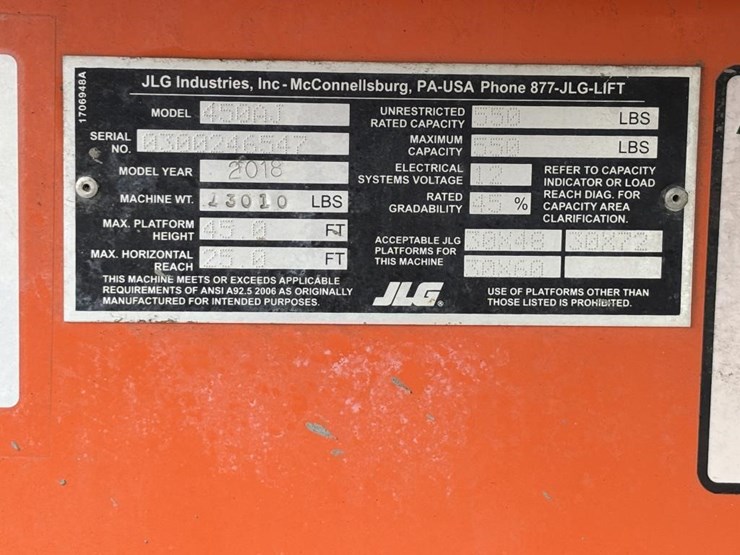 1706948A
JLG Industries, Inc - McConnellsburg, PA-USA Phone 877-JLG-LIFT
MODEL 450AJ
SERIAL NO. 0300246547
MODEL YEAR 2018
MACHINE WT. 13010 LBS
MAX. PLATFORM HEIGHT 45.0 FT
MAX. HORIZONTAL REACH 25.0 FT
THIS MACHINE MEETS OR EXCEEDS APPLICABLE
REQUIREMENTS OF ANSI A92.5 2006 AS ORIGINALLY
MANUFACTURED FOR INTENDED PURPOSES.
UNRESTRICTED RATED CAPACITY 550 LBS
MAXIMUM CAPACITY 550 LBS
ELECTRICAL SYSTEMS VOLTAGE 12
RATED GRADABILITY 45 %
REFER TO CAPACITY
INDICATOR OR LOAD
REACH DIAG. FOR
CAPACITY AREA
CLARIFICATION.
ACCEPTABLE JLG
PLATFORMS FOR
THIS MACHINE
30X48 30X72
30X60
JLG®
USE OF PLATFORMS OTHER THAN
THOSE LISTED IS PROHIBITED.